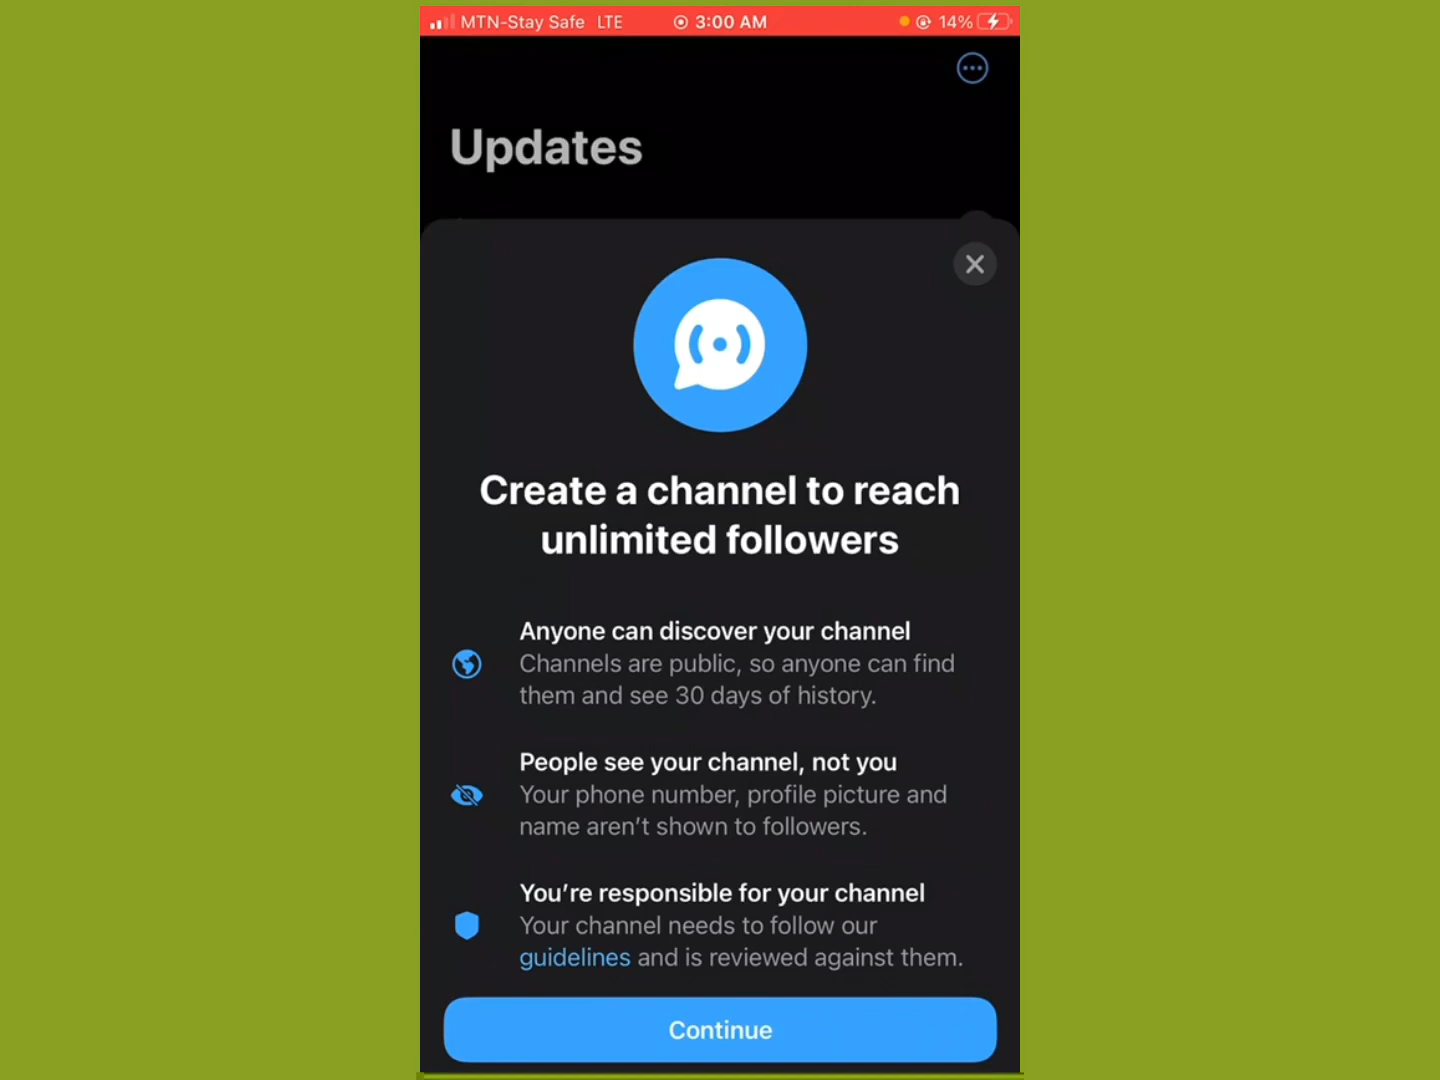 MTN-Stay Safe LTE 3:00 AM 14%
Updates
Create a channel to reach
unlimited followers
Anyone can discover your channel
Channels are public, so anyone can find
them and see 30 days of history.
People see your channel, not you
Your phone number, profile picture and
name aren’t shown to followers.
You’re responsible for your channel
Your channel needs to follow our
guidelines and is reviewed against them.
Continue